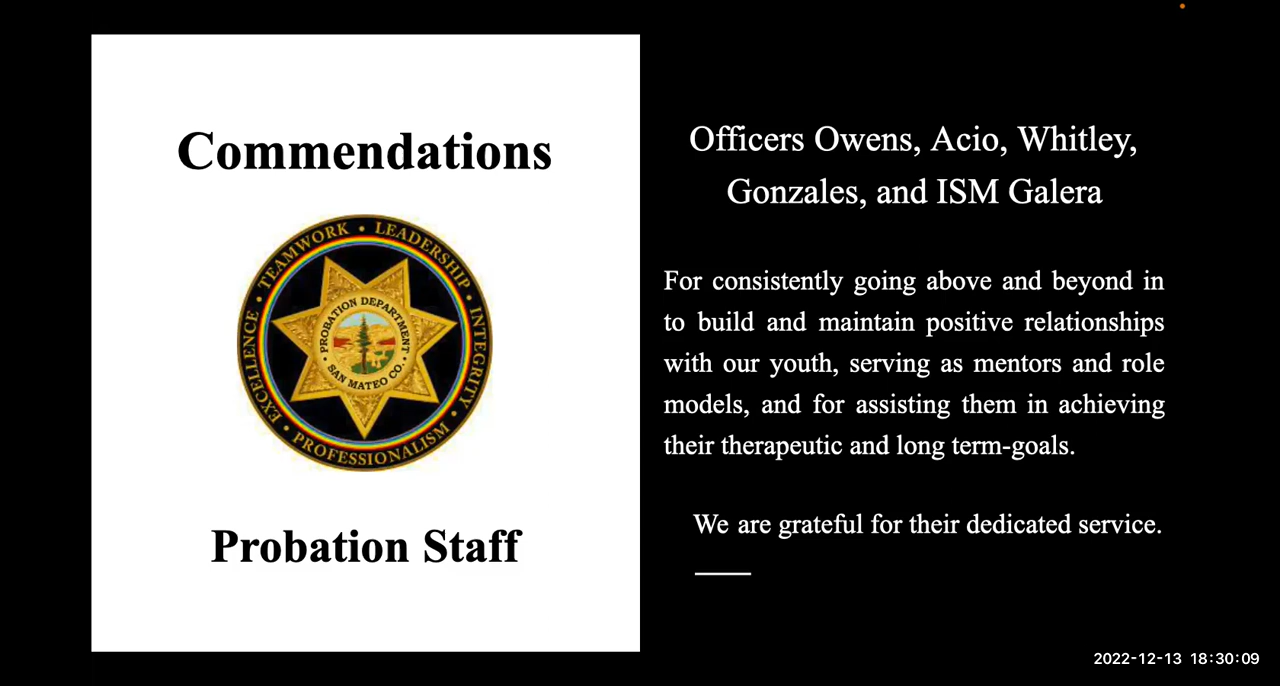 Commendations
TEAMWORK • LEADERSHIP • INTEGRITY • PROFESSIONALISM • EXCELLENCE •
PROBATION DEPARTMENT
• SAN MATEO CO. •
Probation Staff
Officers Owens, Acio, Whitley,
Gonzales, and ISM Galera
For consistently going above and beyond in
to build and maintain positive relationships
with our youth, serving as mentors and role
models, and for assisting them in achieving
their therapeutic and long term-goals.
We are grateful for their dedicated service.
2022-12-13 18:30:09